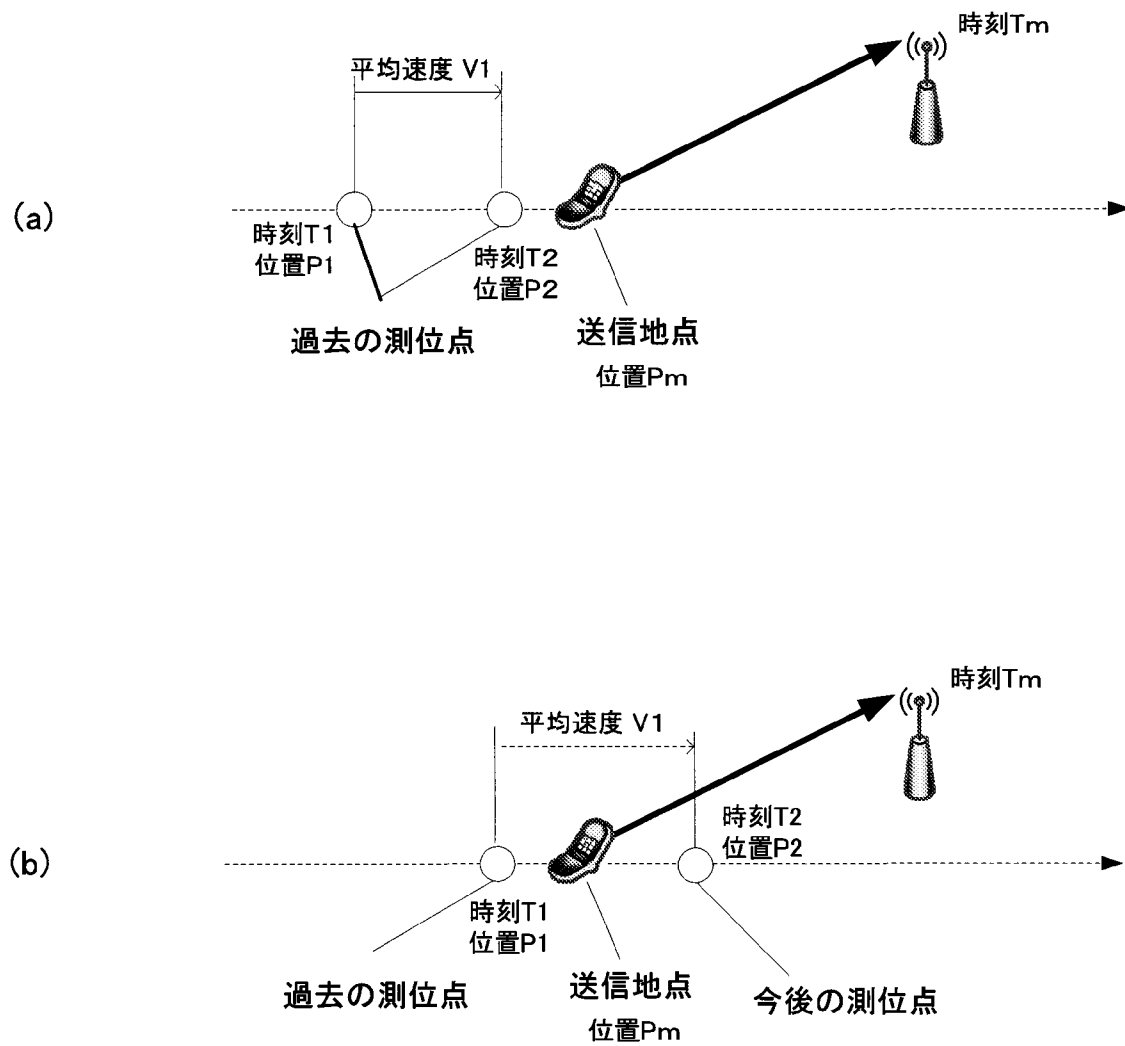 時刻Tm
平均速度 V1
(a)
時刻T1
位置P1
時刻T2
位置P2
過去の測位点
送信地点
位置Pm
時刻Tm
平均速度 V1
時刻T2
位置P2
(b)
時刻T1
位置P1
過去の測位点
送信地点
位置Pm
今後の測位点